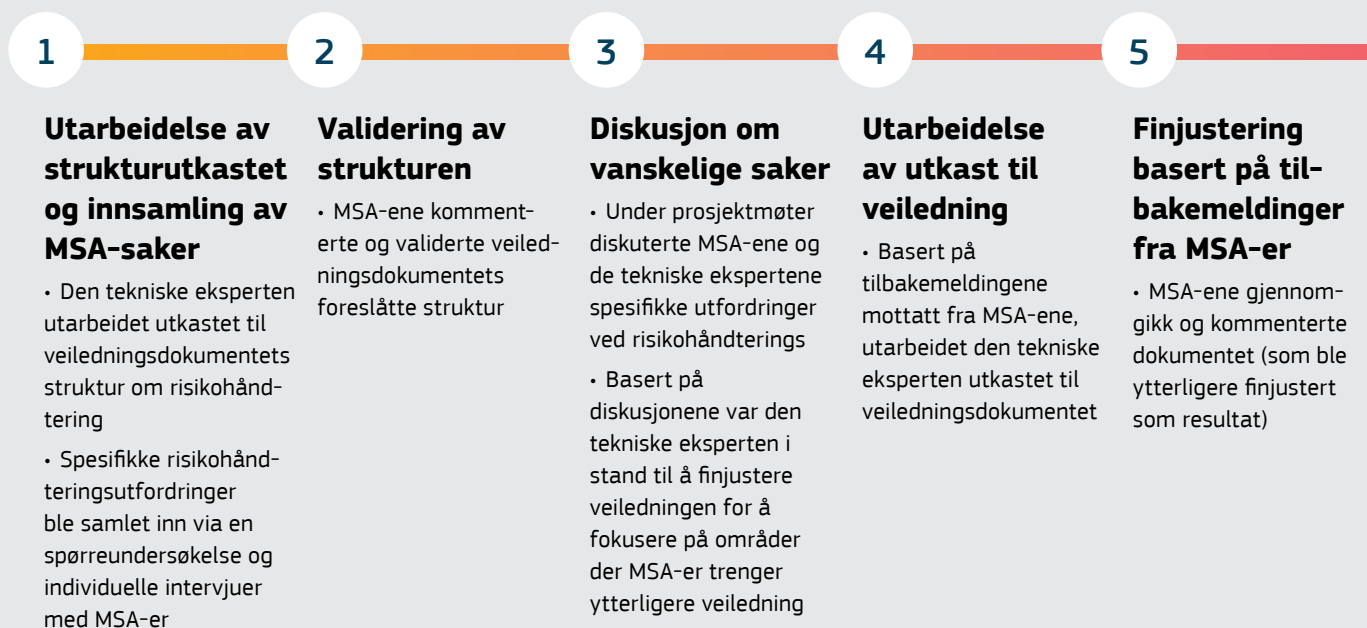 1
Utarbeidelse av
strukturutkastet
og innsamling av
MSA-saker
• Den tekniske eksperten
utarbeidet utkastet til
veiledningsdokumentets
struktur om risikohånd-
tering
• Spesifikke risikohånd-
teringsutfordringer
ble samlet inn via en
spørreundersøkelse og
individuelle intervjuer
med MSA-er
2
Validering av
strukturen
• MSA-ene komment-
erte og validerte veiled-
ningsdokumentets
foreslåtte struktur
3
Diskusjon om
vanskelige saker
• Under prosjektmøter
diskuterte MSA-ene og
de tekniske ekspertene
spesifikke utfordringer
ved risikohåndterings
• Basert på
diskusjonene var den
tekniske eksperten i
stand til å finjustere
veiledningen for å
fokusere på områder
der MSA-er trenger
ytterligere veiledning
4
Utarbeidelse
av utkast til
veiledning
• Basert på
tilbakemeldingene
mottatt fra MSA-ene,
utarbeidet den tekniske
eksperten utkastet til
veiledningsdokumentet
5
Finjustering
basert på til-
bakemeldinger
fra MSA-er
• MSA-ene gjennom-
gikk og kommenterte
dokumentet (som ble
ytterligere finjustert
som resultat)